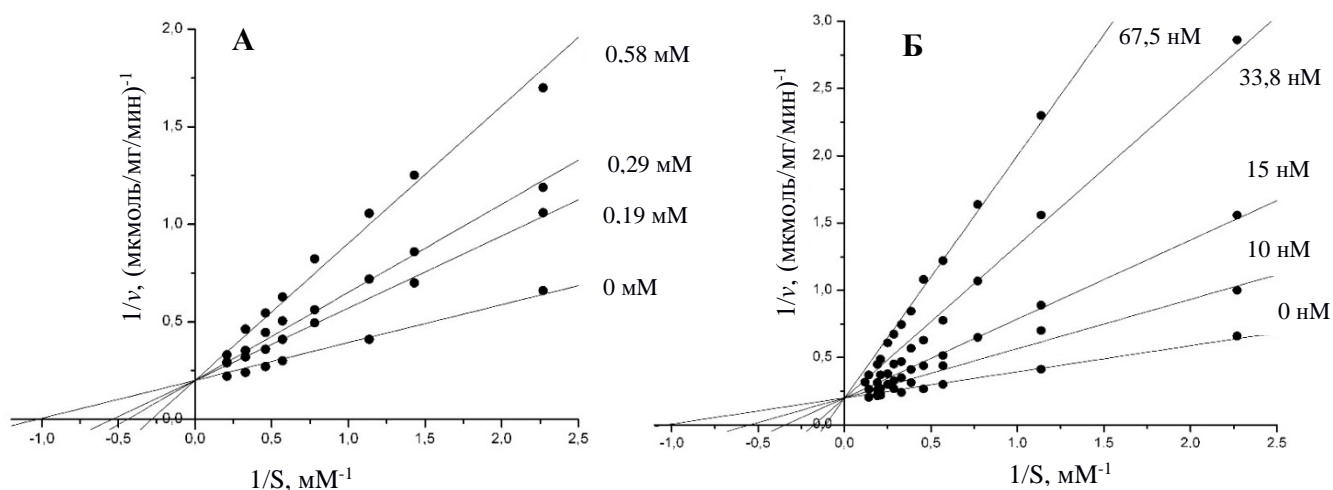 А
2,0
1,5
1,0
0,5
0,0
1/v, (мкмоль/мг/мин)-1
-1,0
-0,5
0,0
0,5
1,0
1,5
2,0
2,5
1/S, мМ-1
0,58 мМ
0,29 мМ
0,19 мМ
0 мМ
Б
3,0
2,5
2,0
1,5
1,0
0,5
0,0
1/v, (мкмоль/мг/мин)-1
-1,0
-0,5
0,0
0,5
1,0
1,5
2,0
2,5
1/S, мМ-1
67,5 нМ
33,8 нМ
15 нМ
10 нМ
0 нМ